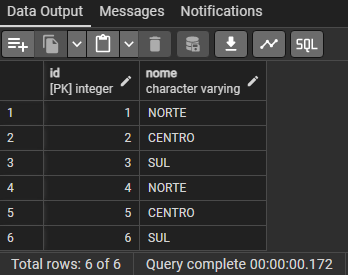 Data Output Messages Notifications
SQL
id nome
[PK] integer character varying
1 1 NORTE
2 2 CENTRO
3 3 SUL
4 4 NORTE
5 5 CENTRO
6 6 SUL
Total rows: 6 of 6 Query complete 00:00:00.172